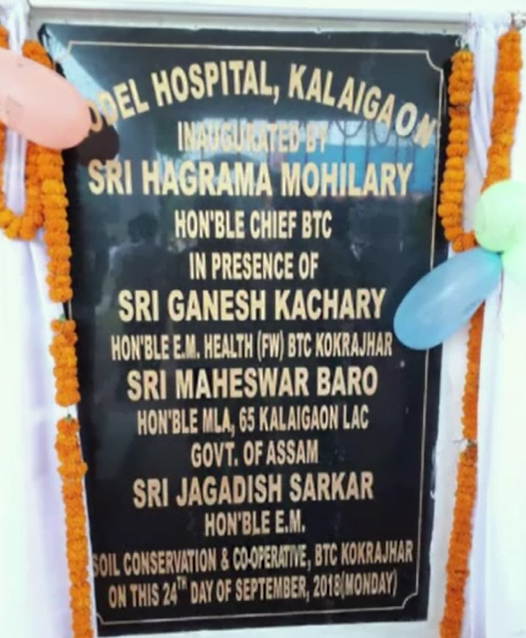 MODEL HOSPITAL, KALAIGAON
INAUGURATED BY
SRI HAGRAMA MOHILARY
HON'BLE CHIEF BTC
IN PRESENCE OF
SRI GANESH KACHARY
HON'BLE E.M. HEALTH (FW) BTC KOKRAJHAR
SRI MAHESWAR BARO
HON'BLE MLA, 65 KALAIGAON LAC
GOVT. OF ASSAM
SRI JAGADISH SARKAR
HON'BLE E.M.
SOIL CONSERVATION & CO-OPERATIVE, BTC KOKRAJHAR
ON THIS 24TH DAY OF SEPTEMBER, 2018(MONDAY)